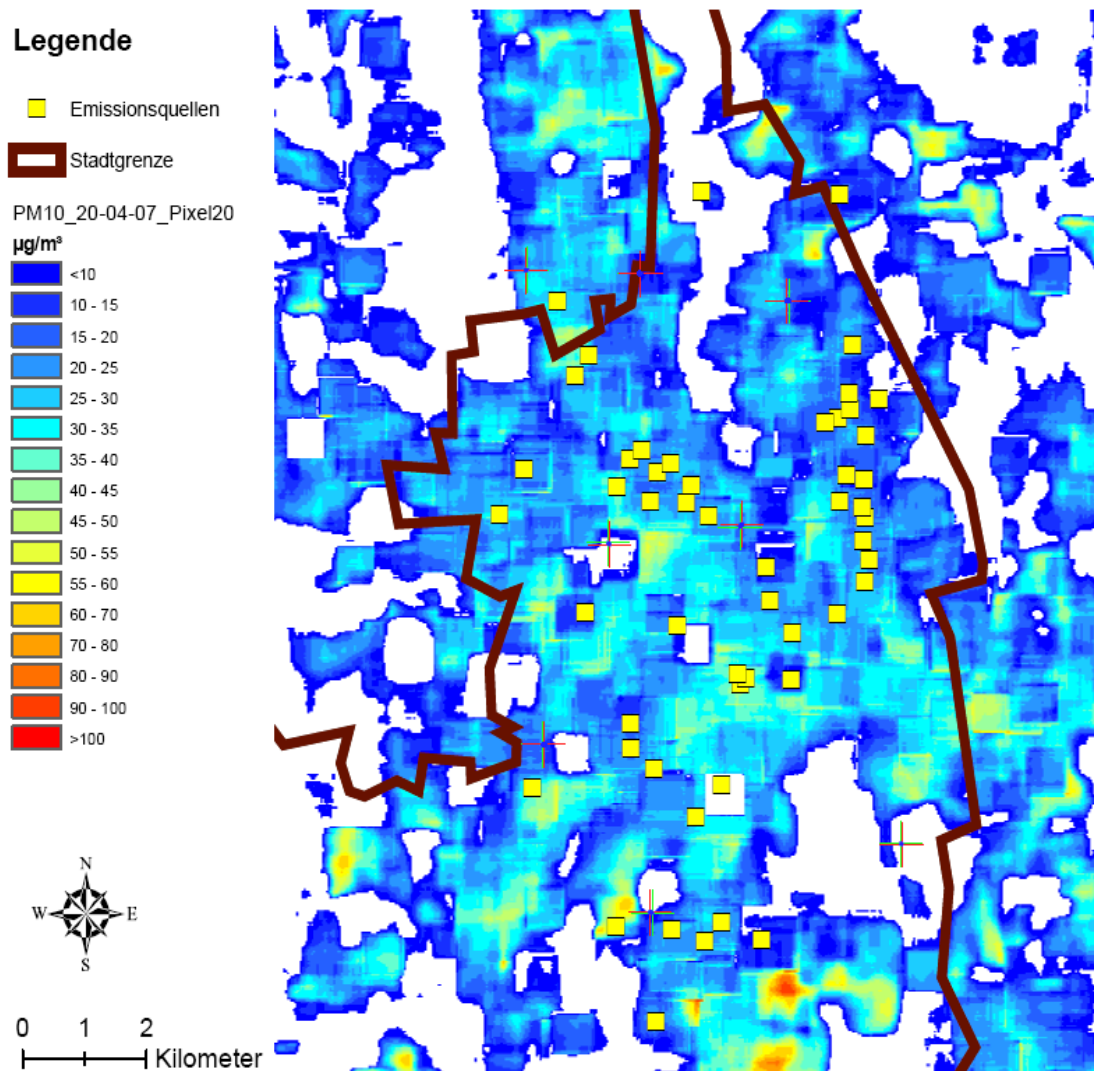 Legende
Emissionsquellen
Stadtgrenze
PM10_20-04-07_Pixel20
µg/m³
<10
10 - 15
15 - 20
20 - 25
25 - 30
30 - 35
35 - 40
40 - 45
45 - 50
50 - 55
55 - 60
60 - 70
70 - 80
80 - 90
90 - 100
>100
N
W E
S
0 1 2
Kilometer